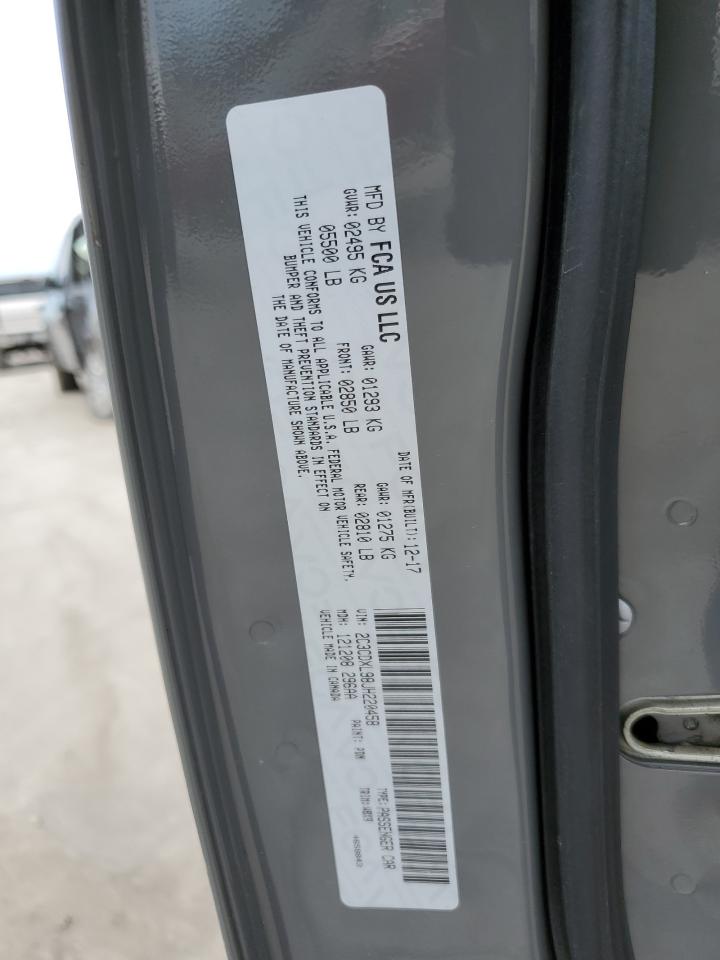 MFD BY FCA US LLC DATE OF MFR(BUILT): 12-17
GVWR: 02495 KG GAWR: 01293 KG GAWR: 01275 KG
05500 LB FRONT: 02850 LB REAR: 02810 LB
THIS VEHICLE CONFORMS TO ALL APPLICABLE U.S.A. FEDERAL MOTOR VEHICLE SAFETY,
BUMPER AND THEFT PREVENTION STANDARDS IN EFFECT ON
THE DATE OF MANUFACTURE SHOWN ABOVE.
VIN: 2C3CDXL98JH220458 TYPE: PASSENGER CAR
MDH: 121208 296AA PAINT: PDN TRIM:
VEHICLE MADE IN CANADA